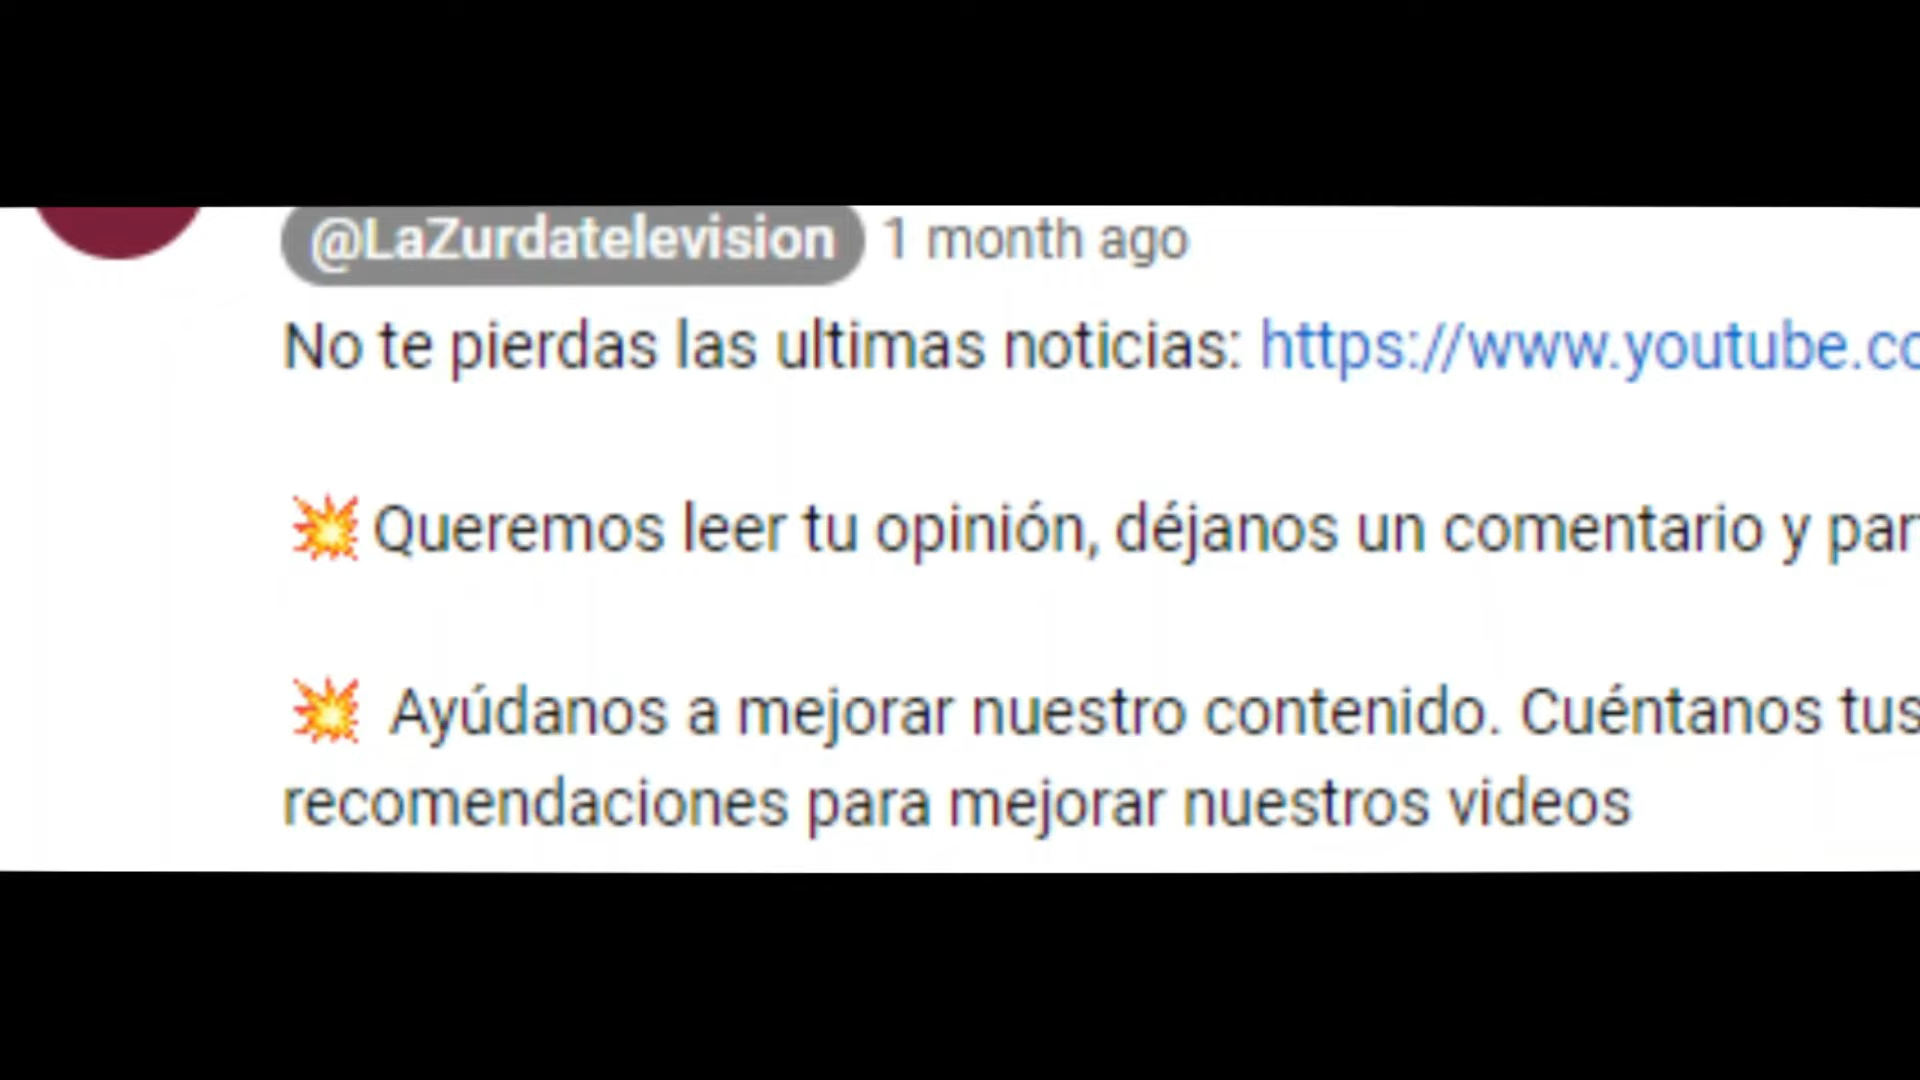 @LaZurdatelevision 1 month ago
No te pierdas las ultimas noticias: https://www.youtube.co
💥Queremos leer tu opinión, déjanos un comentario y par
💥 Ayúdanos a mejorar nuestro contenido. Cuéntanos tus
recomendaciones para mejorar nuestros videos